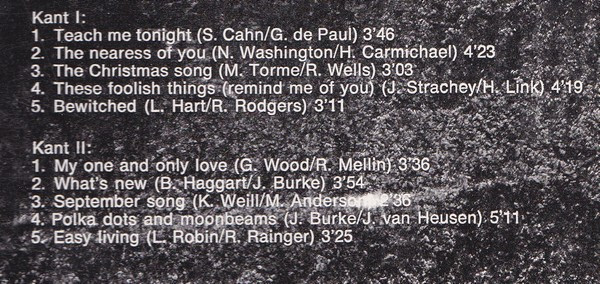 Kant I:
1. Teach me tonight (S. Cahn/G. de Paul) 3'46
2. The nearess of you (N. Washington/H. Carmichael) 4'23
3. The Christmas song (M. Torme/R. Wells) 3'03
4. These foolish things (remind me of you) (J. Strachey/H. Link) 4'19
5. Bewitched (L. Hart/R. Rodgers) 3'11
Kant II:
1. My one and only love (G. Wood/R. Mellin) 3'36
2. What's new (B. Haggart/J. Burke) 3'54
3. September song (K. Weill/M. Anderson) 2'36
4. Polka dots and moonbeams (J. Burke/J. van Heusen) 5'11
5. Easy living (L. Robin/R. Rainger) 3'25